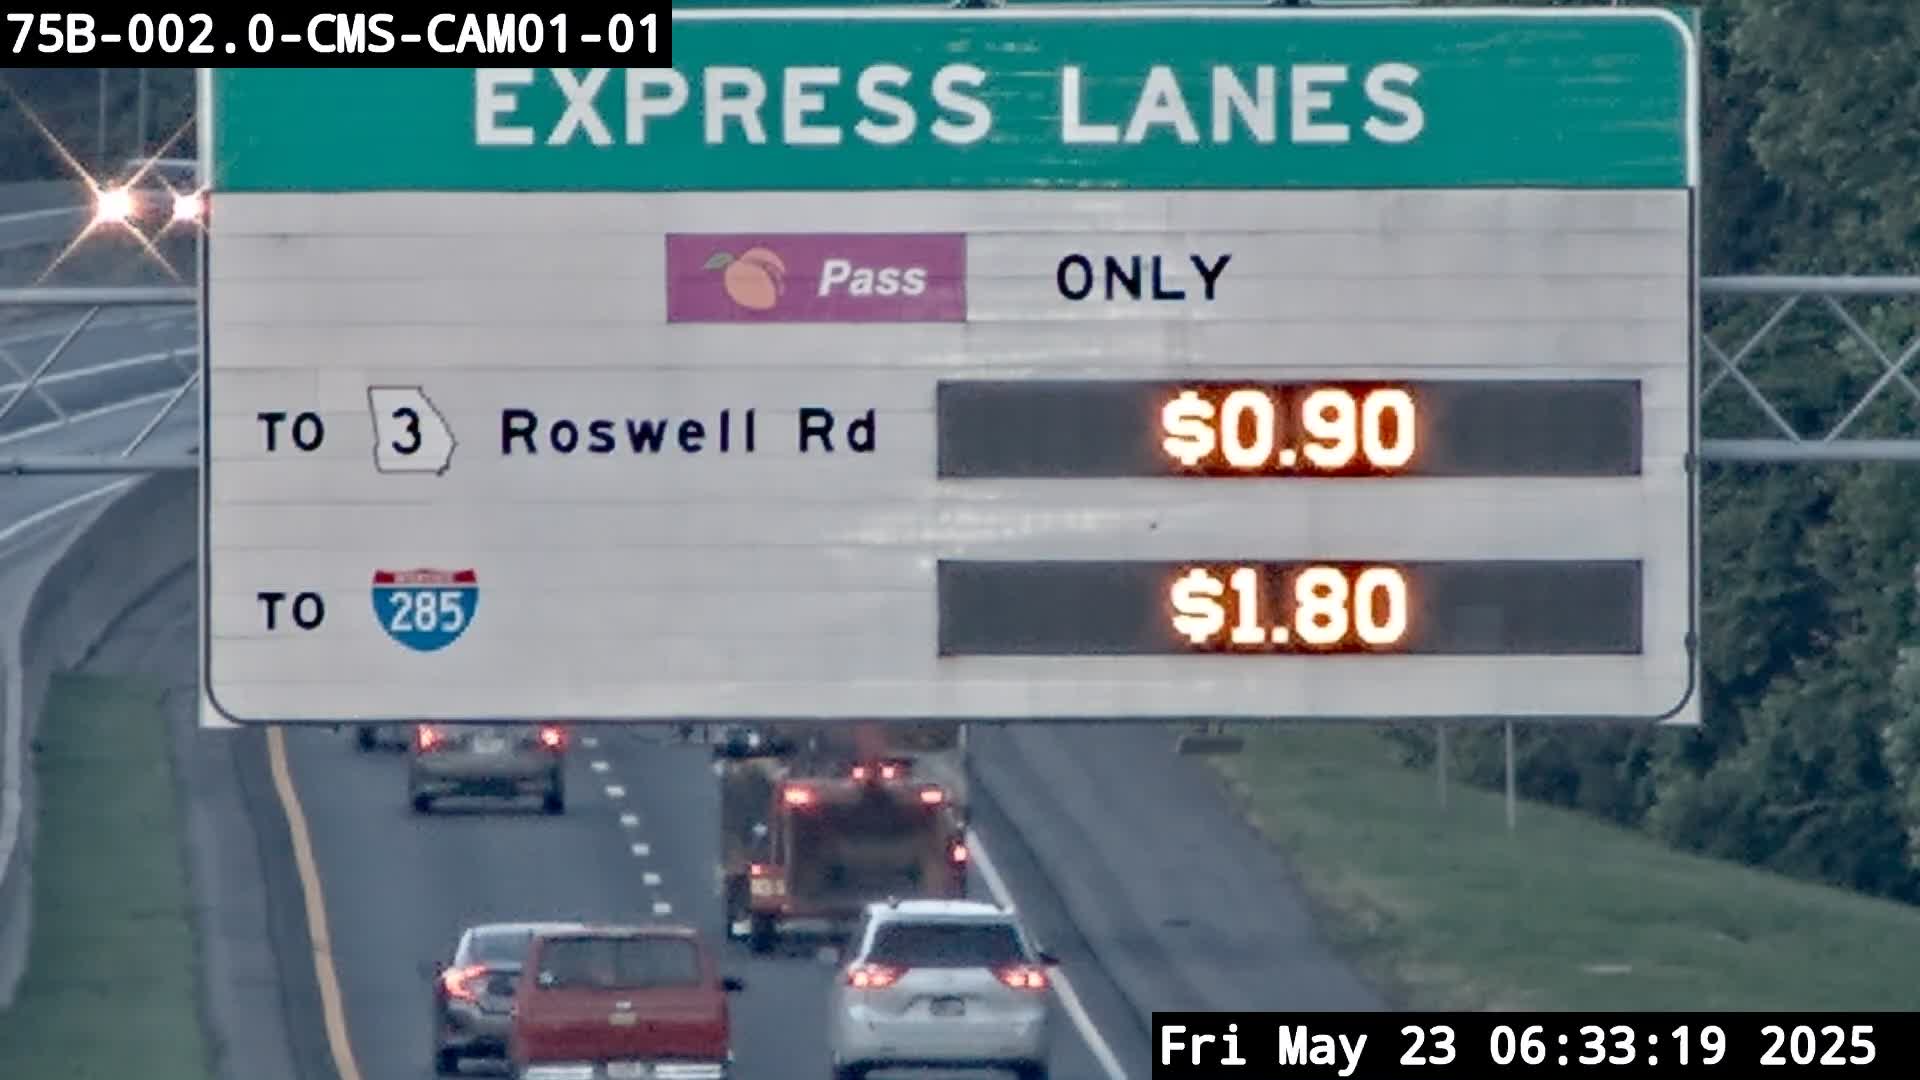 75B-002.0-CMS-CAM01-01
EXPRESS LANES
Pass ONLY
TO 3 Roswell Rd $0.90
TO 285 $1.80
Fri May 23 06:33:19 2025